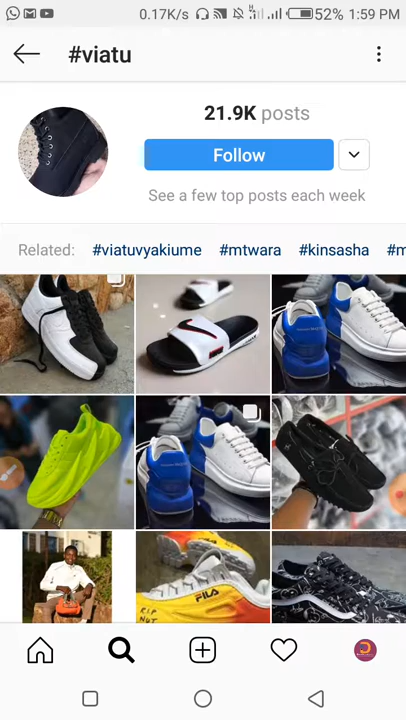 0.17K/s H 52% 1:59 PM
#viatu
21.9K posts
Follow
See a few top posts each week
Related: #viatuvyakiume #mtwara #kinsasha #m
FILA
R.I.P